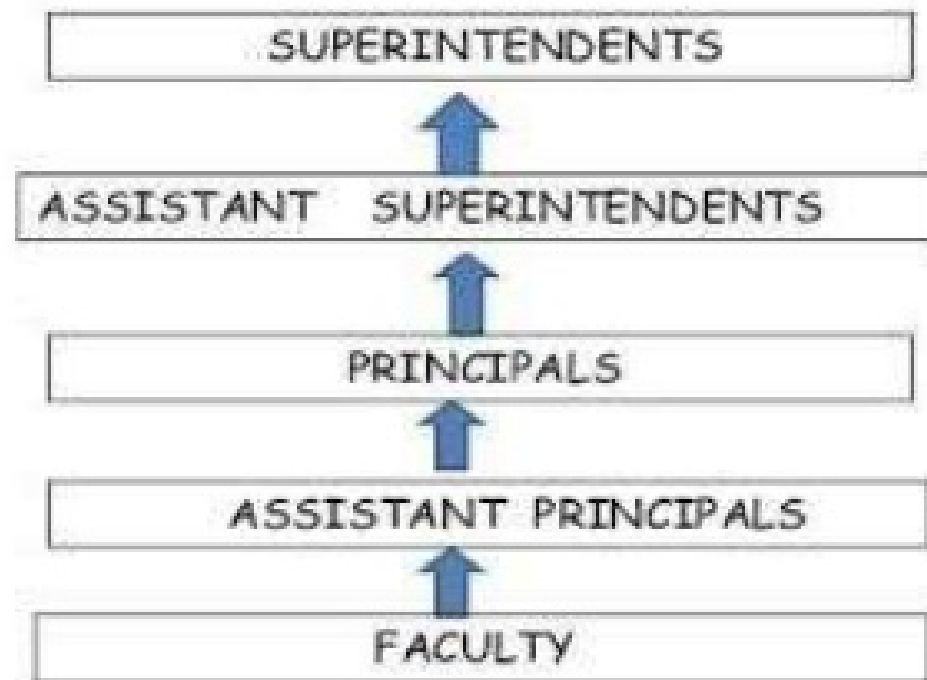 SUPERINTENDENTS
ASSISTANT SUPERINTENDENTS
PRINCIPALS
ASSISTANT PRINCIPALS
FACULTY